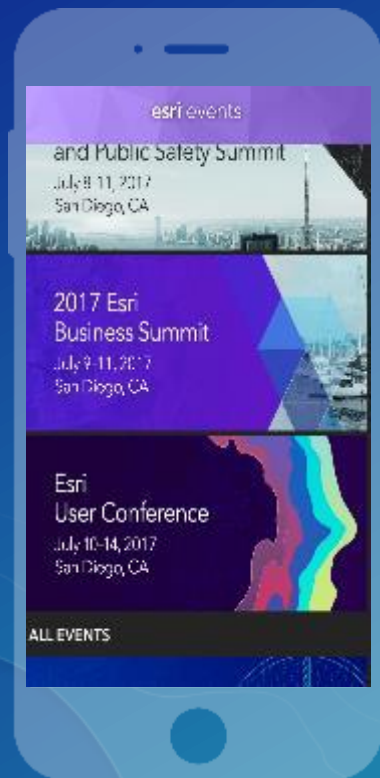 esri events
and Public Safety Summit
July 8-11, 2017
San Diego, CA
2017 Esri
Business Summit
July 9-11, 2017
San Diego, CA
Esri
User Conference
July 10-14, 2017
San Diego, CA
ALL EVENTS